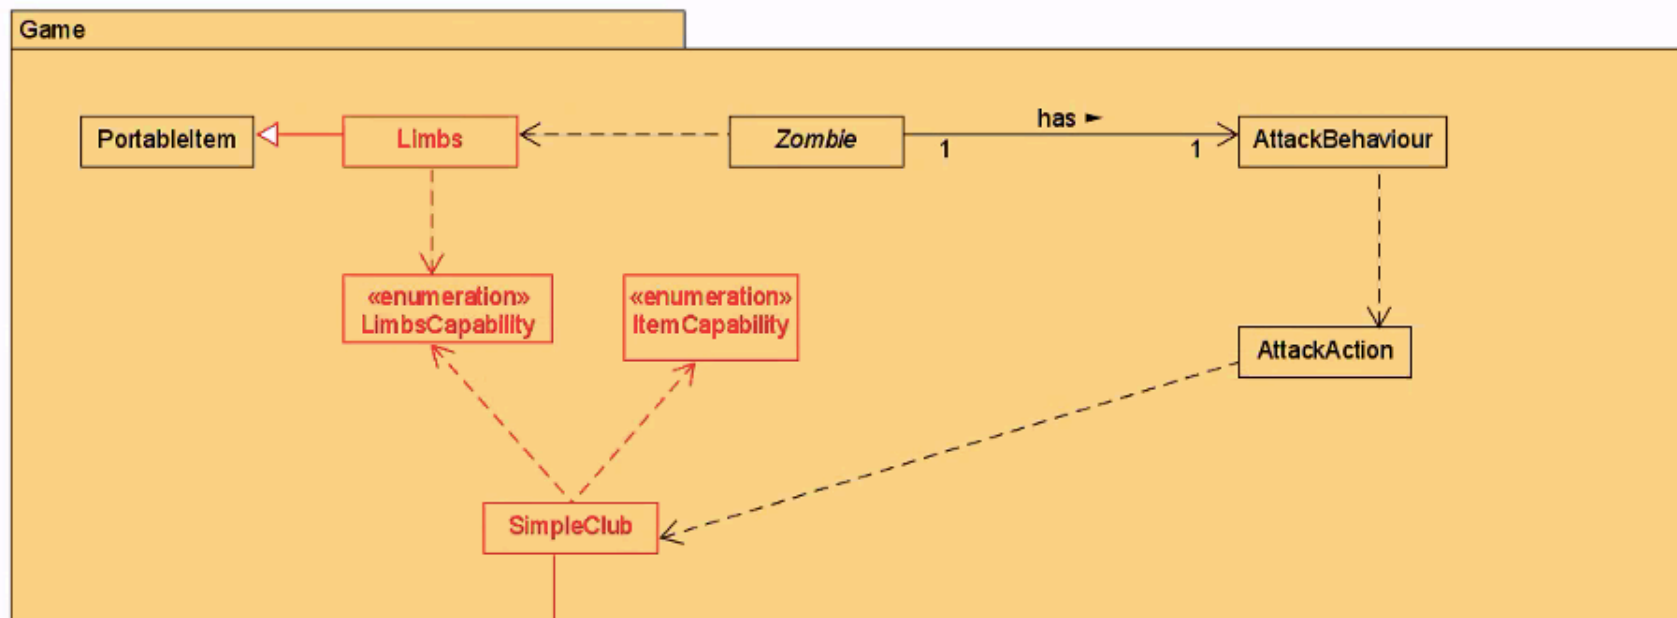 Game
PortableItem
Limbs
Zombie
has ►
1
1
AttackBehaviour
«enumeration»
LimbsCapability
«enumeration»
ItemCapability
AttackAction
SimpleClub